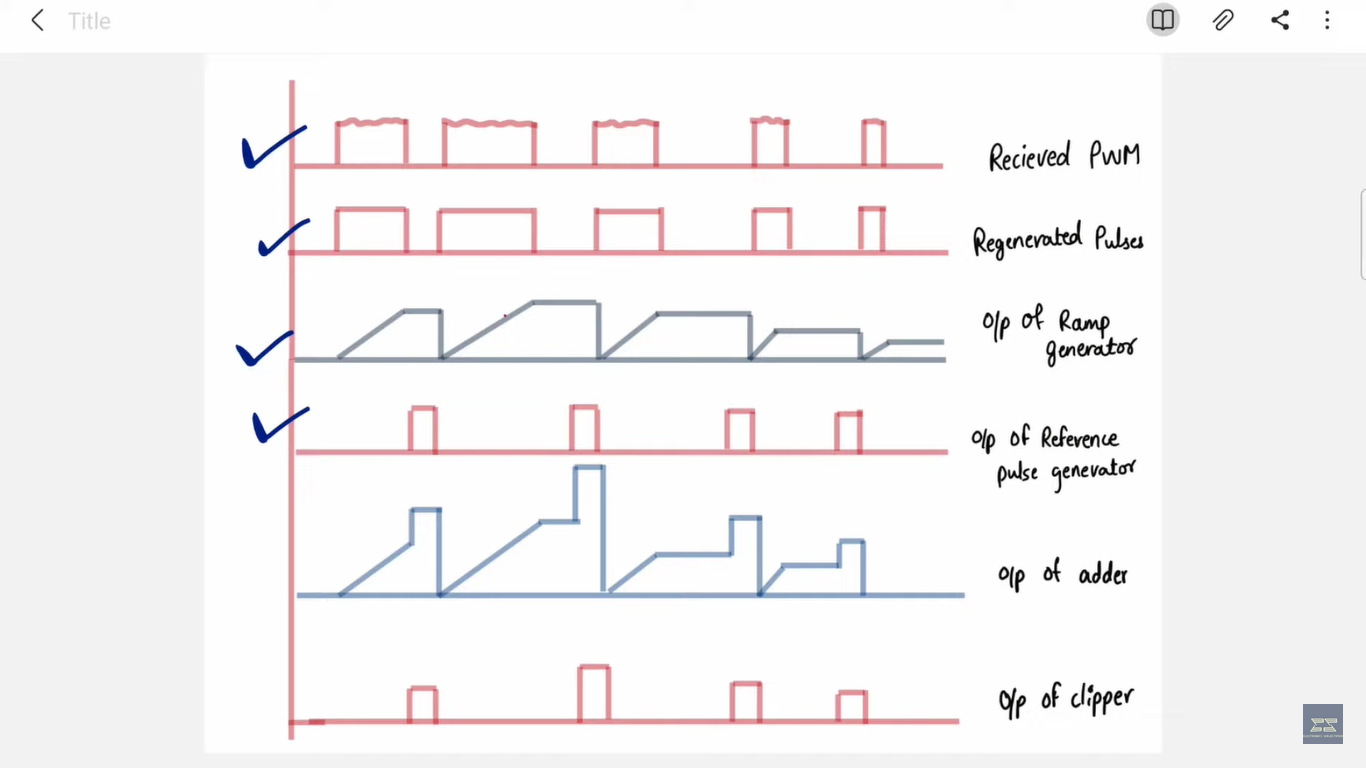 Title
Recieved PWM
Regenerated Pulses
O/p of Ramp
generator
O/p of Reference
pulse generator
O/p of adder
O/p of clipper